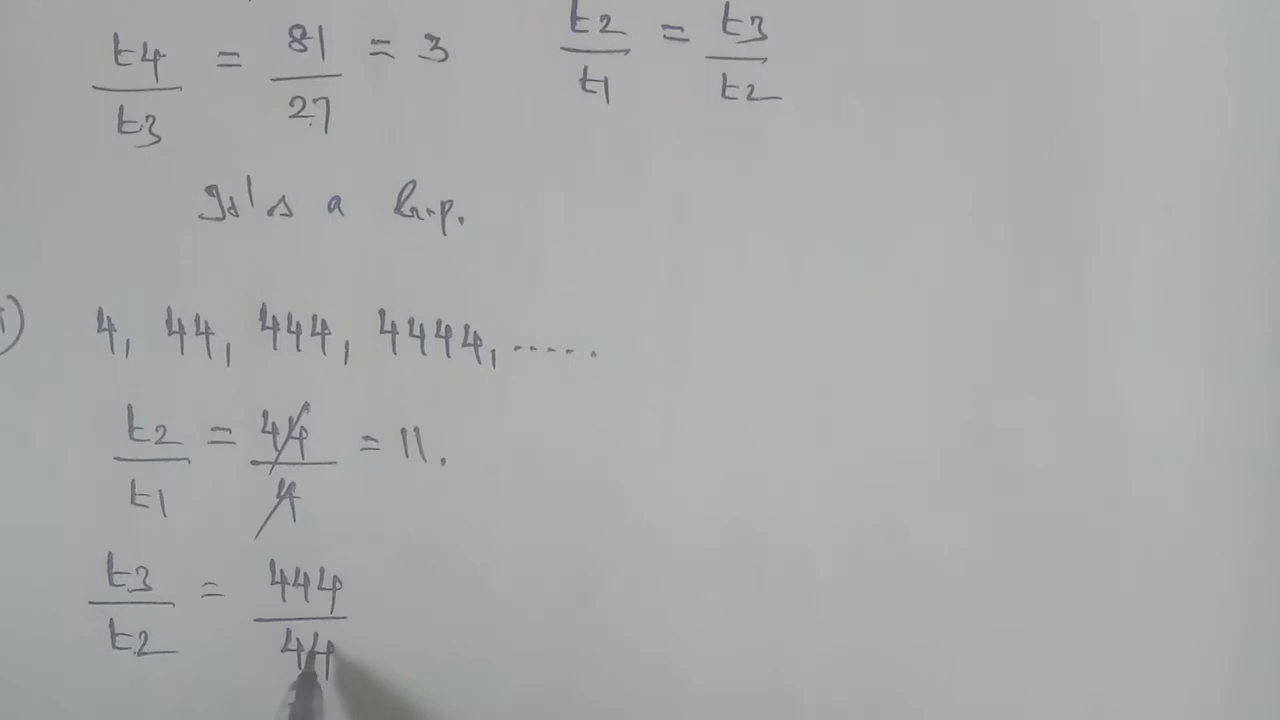 t4/t3 = 81/27 = 3 t2/t1 = t3/t2
It's a G.p.
4, 44, 444, 4444, .....
t2/t1 = 44/4 = 11.
t3/t2 = 444/44